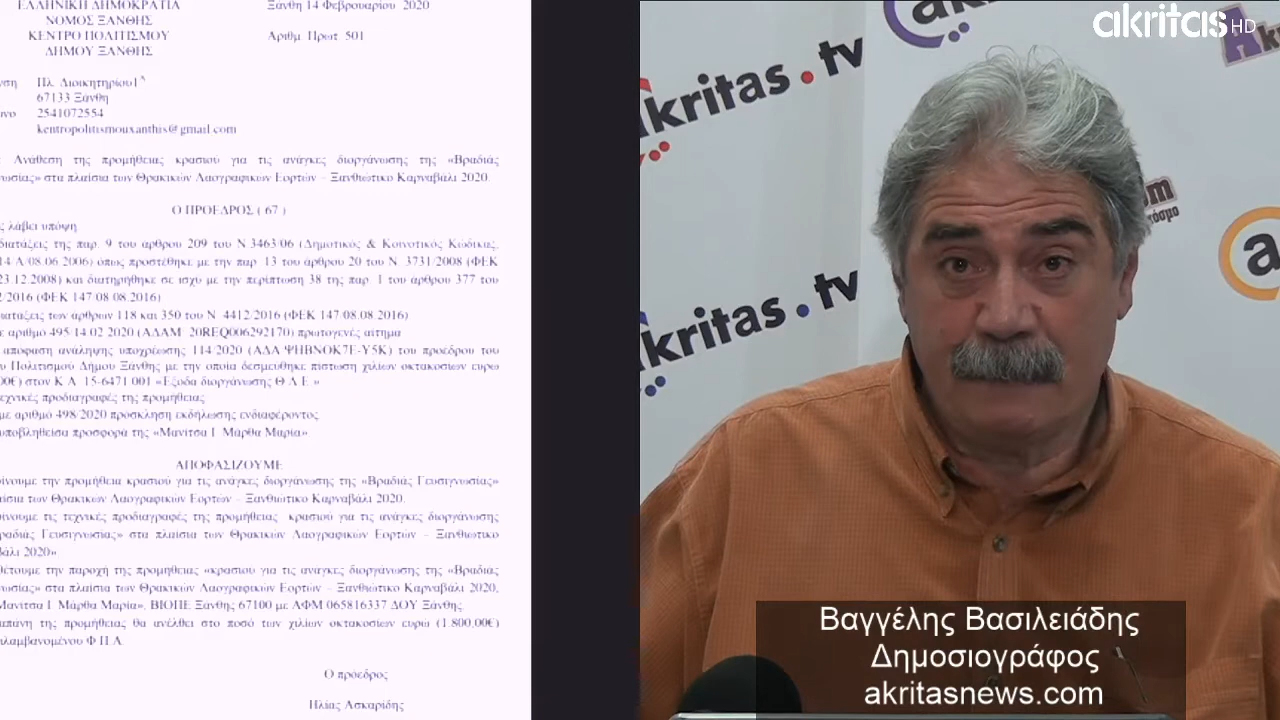 ΕΛΛΗΝΙΚΗ ΔΗΜΟΚΡΑΤΙΑ
ΝΟΜΟΣ ΞΑΝΘΗΣ
ΚΕΝΤΡΟ ΠΟΛΙΤΙΣΜΟΥ
ΔΗΜΟΥ ΞΑΝΘΗΣ
Ξάνθη 14 Φεβρουαρίου 2020
Αριθμ. Πρωτ. 501
Πλ. Διοικητηρίου1
67133 Ξάνθη
2541072554
kentropolitismouxanthis@gmail.com
Ανάθεση της προμήθειας κρασιού για τις ανάγκες διοργάνωσης της «Βραδιάς
στα πλαίσια των Θρακικών Λαογραφικών Εορτών – Ξανθιώτικο Καρναβάλι 2020.
Ο ΠΡΟΕΔΡΟΣ ( 67 )
λάβει υπόψη
διατάξεις της παρ. 9 του άρθρου 209 του Ν.3463/06 (Δημοτικός & Κοινοτικός Κώδικας,
Α/08.06.2006) όπως προστέθηκε με την παρ. 13 του άρθρου 20 του Ν. 3731/2008 (ΦΕΚ
23.12.2008) και διατηρήθηκε σε ισχύ με την περίπτωση 38 της παρ. 1 του άρθρου 377 του
2016 (ΦΕΚ 147/08.08.2016)
των άρθρων 118 και 350 του Ν. 4412/2016 (ΦΕΚ 147/08.08.2016)
αριθμό 495/14.02.2020 (ΑΔΑΜ: 20REQ006292170) πρωτογενές αίτημα
απόφαση ανάληψης υποχρέωσης 114/2020 (ΑΔΑ ΨΗΒΝΟΚ7Ε-Υ5Κ) του προέδρου του
Πολιτισμού Δήμου Ξάνθης με την οποία δεσμεύθηκε πίστωση χιλίων οκτακοσίων ευρώ
στον Κ.Α. 15-6471.001 «Έξοδα διοργάνωσης Θ.Λ.Ε.»
τεχνικές προδιαγραφές της προμήθειας
με αριθμό 498/2020 πρόσκληση εκδήλωσης ενδιαφέροντος
υποβληθείσα προσφορά της «Μανίτσα Ι. Μάρθα Μαρία»
ΑΠΟΦΑΣΙΖΟΥΜΕ
την προμήθεια κρασιού για τις ανάγκες διοργάνωσης της «Βραδιάς Γευσιγνωσίας»
των Θρακικών Λαογραφικών Εορτών – Ξανθιώτικο Καρναβάλι 2020.
τις τεχνικές προδιαγραφές της προμήθειας κρασιού για τις ανάγκες διοργάνωσης
Γευσιγνωσίας» στα πλαίσια των Θρακικών Λαογραφικών Εορτών – Ξανθιώτικο
2020»
την παροχή της προμήθειας «κρασιού για τις ανάγκες διοργάνωσης της «Βραδιάς
στα πλαίσια των Θρακικών Λαογραφικών Εορτών – Ξανθιώτικο Καρναβάλι 2020,
Μανίτσα Ι. Μάρθα Μαρία», ΒΙΟΠΕ Ξάνθης 67100 με ΑΦΜ 065816337 ΔΟΥ Ξάνθης.
της προμήθειας θα ανέλθει στο ποσό των χιλίων οκτακοσίων ευρώ (1.800,00€)
Φ.Π.Α.
Ο πρόεδρος
Ηλίας Ασκαρίδης
akritas HD
akritas.tv
akritas.tv
Βαγγέλης Βασιλειάδης
Δημοσιογράφος
akritasnews.com